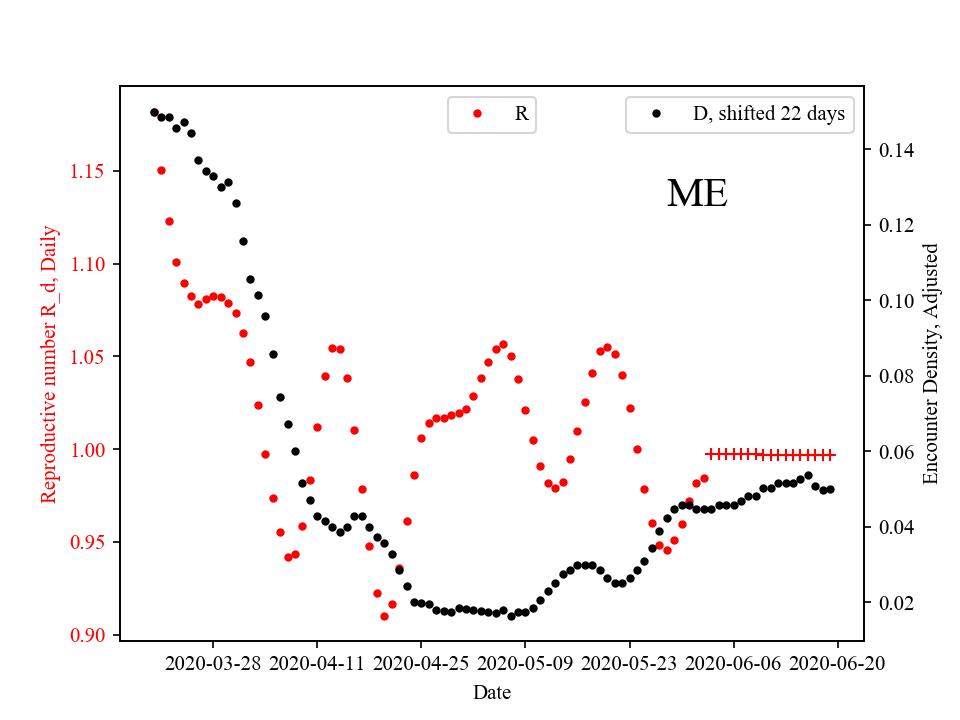 R
D, shifted 22 days
ME
Reproductive number R_d, Daily
1.15
1.10
1.05
1.00
0.95
0.90
0.14
0.12
0.10
0.08
0.06
0.04
0.02
Encounter Density, Adjusted
2020-03-28 2020-04-11 2020-04-25 2020-05-09 2020-05-23 2020-06-06 2020-06-20
Date